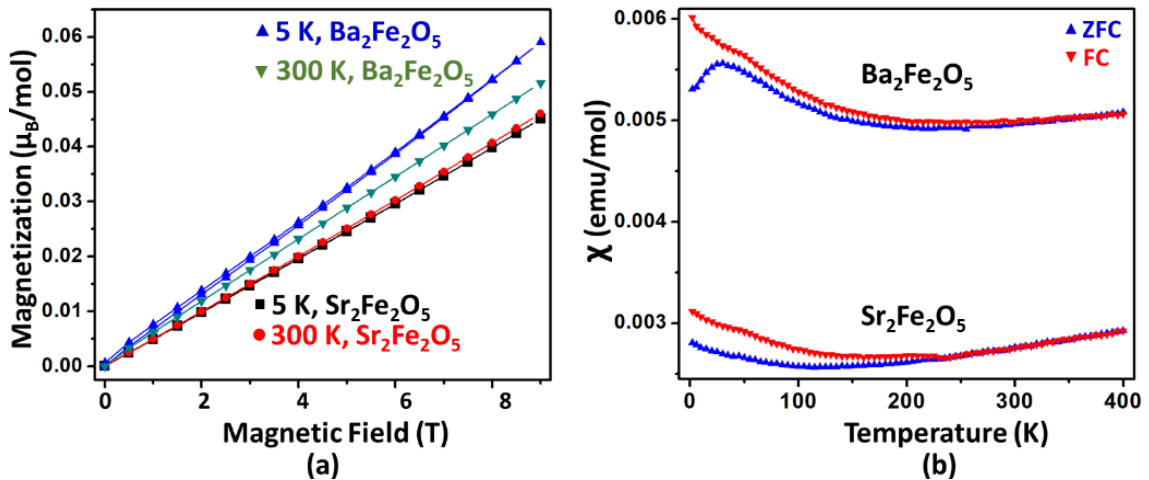 0.06
0.05
0.04
0.03
0.02
0.01
0.00
Magnetization (μB/mol)
5 K, Ba2Fe2O5
300 K, Ba2Fe2O5
5 K, Sr2Fe2O5
300 K, Sr2Fe2O5
0 2 4 6 8
Magnetic Field (T)
(a)
0.006
0.005
0.004
0.003
χ (emu/mol)
ZFC
FC
Ba2Fe2O5
Sr2Fe2O5
0 100 200 300 400
Temperature (K)
(b)